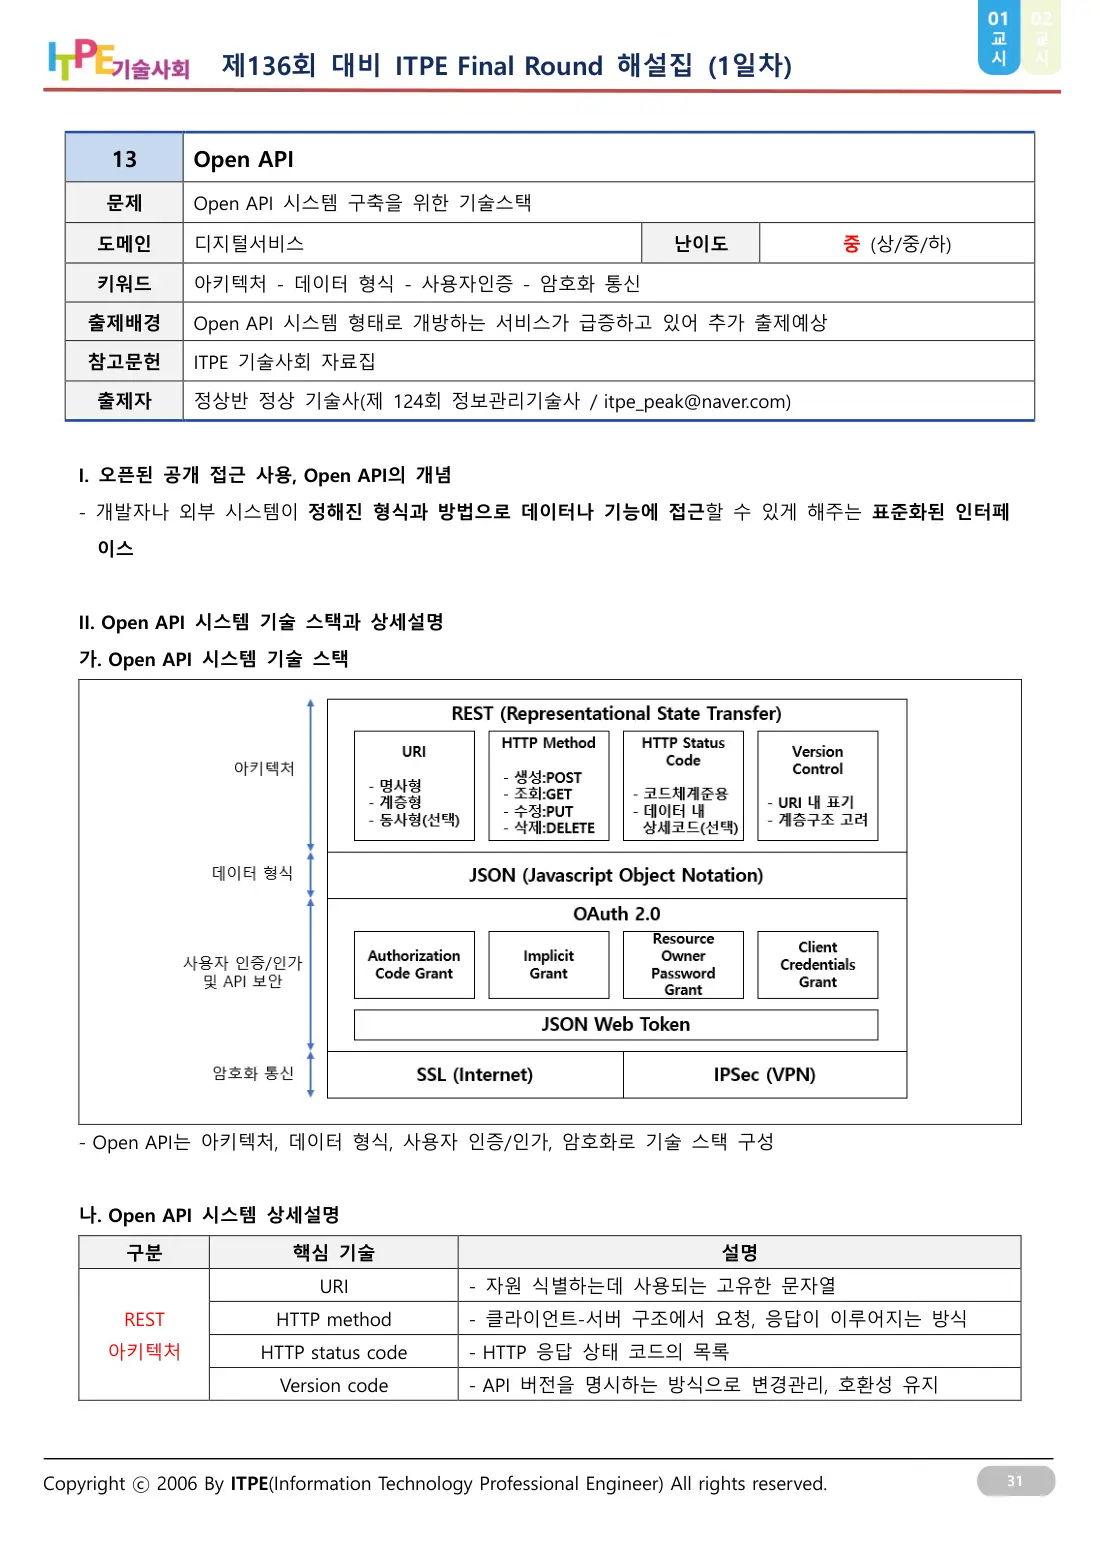 01 교시
02 교시
ITPE기술사회 제136회 대비 ITPE Final Round 해설집 (1일차)
13 Open API
문제 Open API 시스템 구축을 위한 기술스택
도메인 디지털서비스 난이도 중 (상/중/하)
키워드 아키텍처 - 데이터 형식 - 사용자인증 - 암호화 통신
출제배경 Open API 시스템 형태로 개방하는 서비스가 급증하고 있어 추가 출제예상
참고문헌 ITPE 기술사회 자료집
출제자 정상반 정상 기술사(제 124회 정보관리기술사 / itpe_peak@naver.com)
I. 오픈된 공개 접근 사용, Open API의 개념
- 개발자나 외부 시스템이 정해진 형식과 방법으로 데이터나 기능에 접근할 수 있게 해주는 표준화된 인터페
이스
II. Open API 시스템 기술 스택과 상세설명
가. Open API 시스템 기술 스택
아키텍처
REST (Representational State Transfer)
URI
- 명사형
- 계층형
- 동사형(선택)
HTTP Method
- 생성:POST
- 조회:GET
- 수정:PUT
- 삭제:DELETE
HTTP Status
Code
- 코드체계준용
- 데이터 내
상세코드(선택)
Version
Control
- URI 내 표기
- 계층구조 고려
데이터 형식
JSON (Javascript Object Notation)
사용자 인증/인가
및 API 보안
OAuth 2.0
Authorization
Code Grant
Implicit
Grant
Resource
Owner
Password
Grant
Client
Credentials
Grant
JSON Web Token
암호화 통신
SSL (Internet)
IPSec (VPN)
- Open API는 아키텍처, 데이터 형식, 사용자 인증/인가, 암호화로 기술 스택 구성
나. Open API 시스템 상세설명
구분 핵심 기술 설명
REST
아키텍처
URI - 자원 식별하는데 사용되는 고유한 문자열
HTTP method - 클라이언트-서버 구조에서 요청, 응답이 이루어지는 방식
HTTP status code - HTTP 응답 상태 코드의 목록
Version code - API 버전을 명시하는 방식으로 변경관리, 호환성 유지
Copyright ⓒ 2006 By ITPE(Information Technology Professional Engineer) All rights reserved.
31